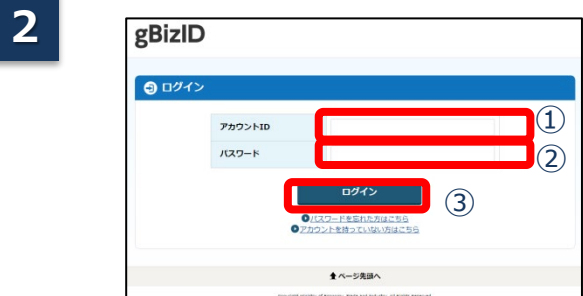 2
gBizID
ログイン
アカウントID
①
パスワード
②
ログイン
③
パスワードを忘れた方はこちら
アカウントを持っていない方はこちら
ページ先頭へ